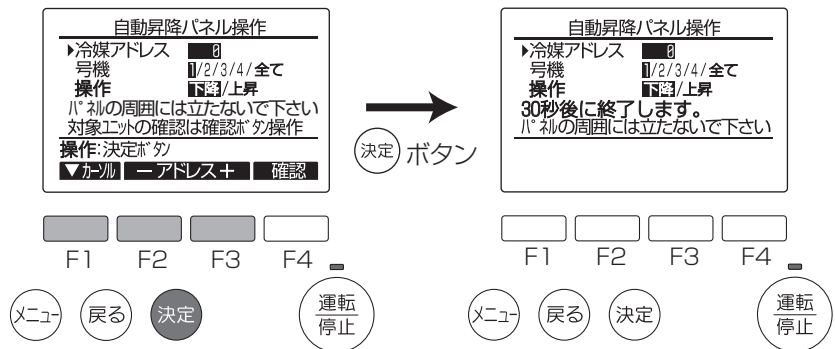 自動昇降パネル操作
▶冷媒アドレス 0
号機 1/2/3/4/全て
操作 下降/上昇
パネルの周囲には立たないで下さい
対象ユニットの確認は確認ボタン操作
操作:決定ボタン
▼カーソル ーアドレス+ 確認
F1 F2 F3 F4
メニュー 戻る 決定 運転
停止
決定 ボタン
自動昇降パネル操作
▶冷媒アドレス 0
号機 1/2/3/4/全て
操作 下降/上昇
30秒後に終了します。
パネルの周囲には立たないで下さい
F1 F2 F3 F4
メニュー 戻る 決定 運転
停止